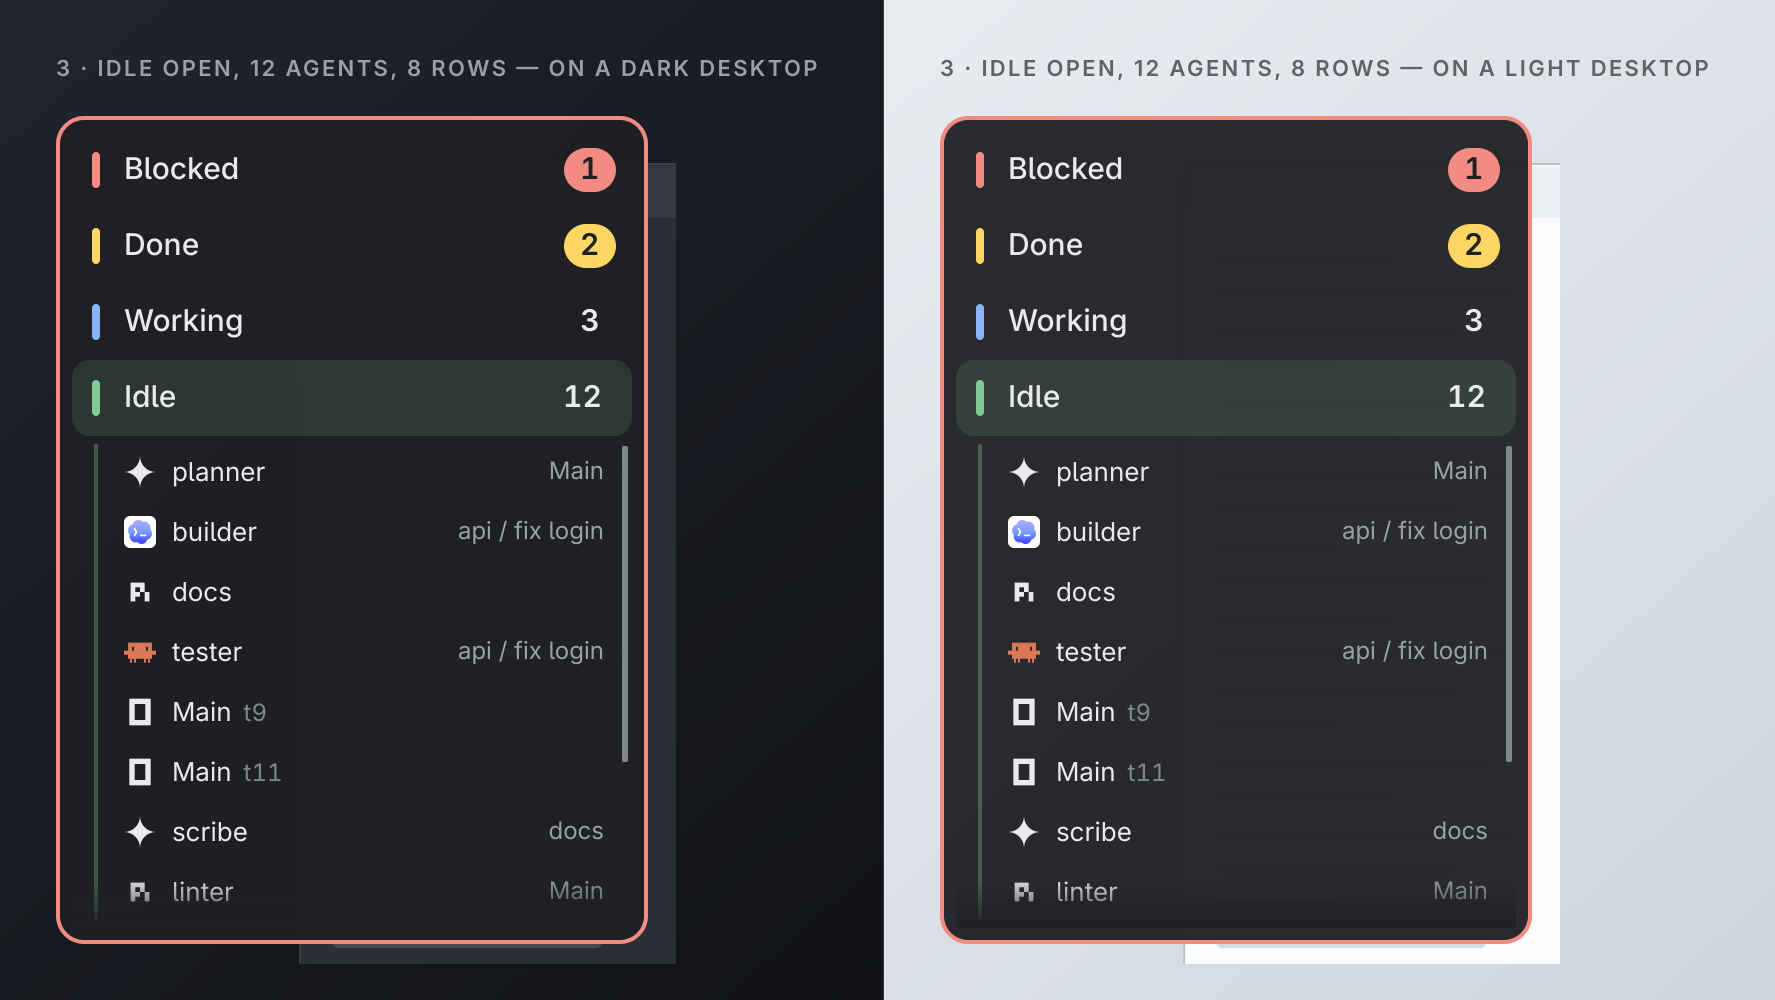 3 · IDLE OPEN, 12 AGENTS, 8 ROWS — ON A DARK DESKTOP
Blocked 1
Done 2
Working 3
Idle 12
planner Main
builder api / fix login
docs
tester api / fix login
Main t9
Main t11
scribe docs
linter Main
3 · IDLE OPEN, 12 AGENTS, 8 ROWS — ON A LIGHT DESKTOP
Blocked 1
Done 2
Working 3
Idle 12
planner Main
builder api / fix login
docs
tester api / fix login
Main t9
Main t11
scribe docs
linter Main